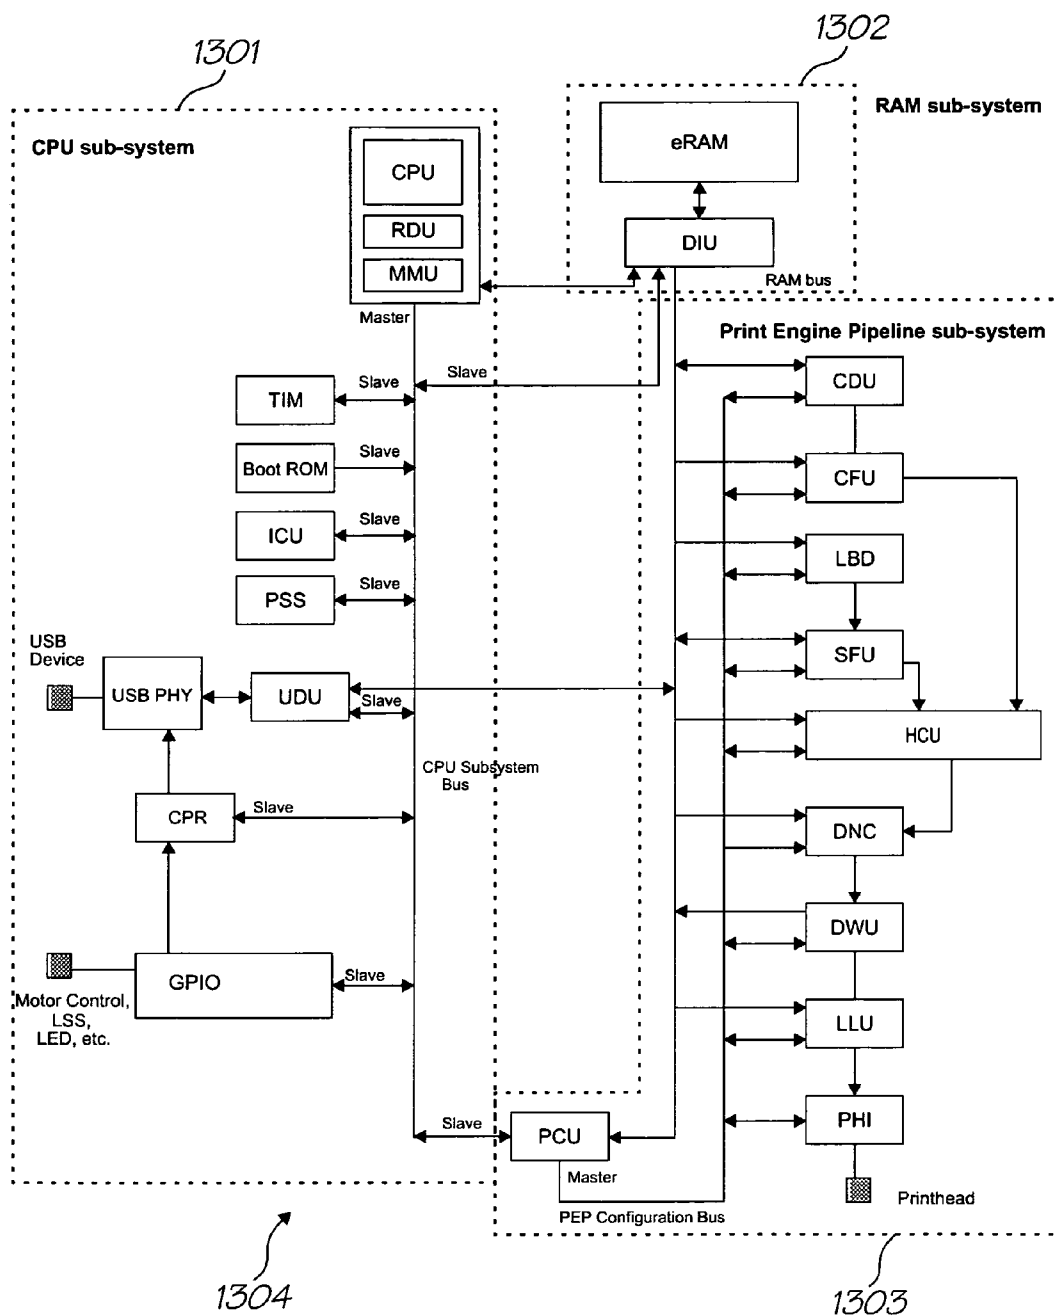 1301
1302
CPU sub-system
RAM sub-system
eRAM
CPU
RDU
MMU
DIU
RAM bus
Master
Print Engine Pipeline sub-system
Slave
Slave
TIM
CDU
Slave
Boot ROM
CFU
Slave
ICU
LBD
Slave
PSS
SFU
USB
Device
USB PHY
UDU
Slave
HCU
CPU Subsystem
Bus
CPR
Slave
DNC
DWU
GPIO
Slave
Motor Control,
LSS,
LED, etc.
LLU
Slave
PCU
PHI
Master
Printhead
PEP Configuration Bus
1304
1303